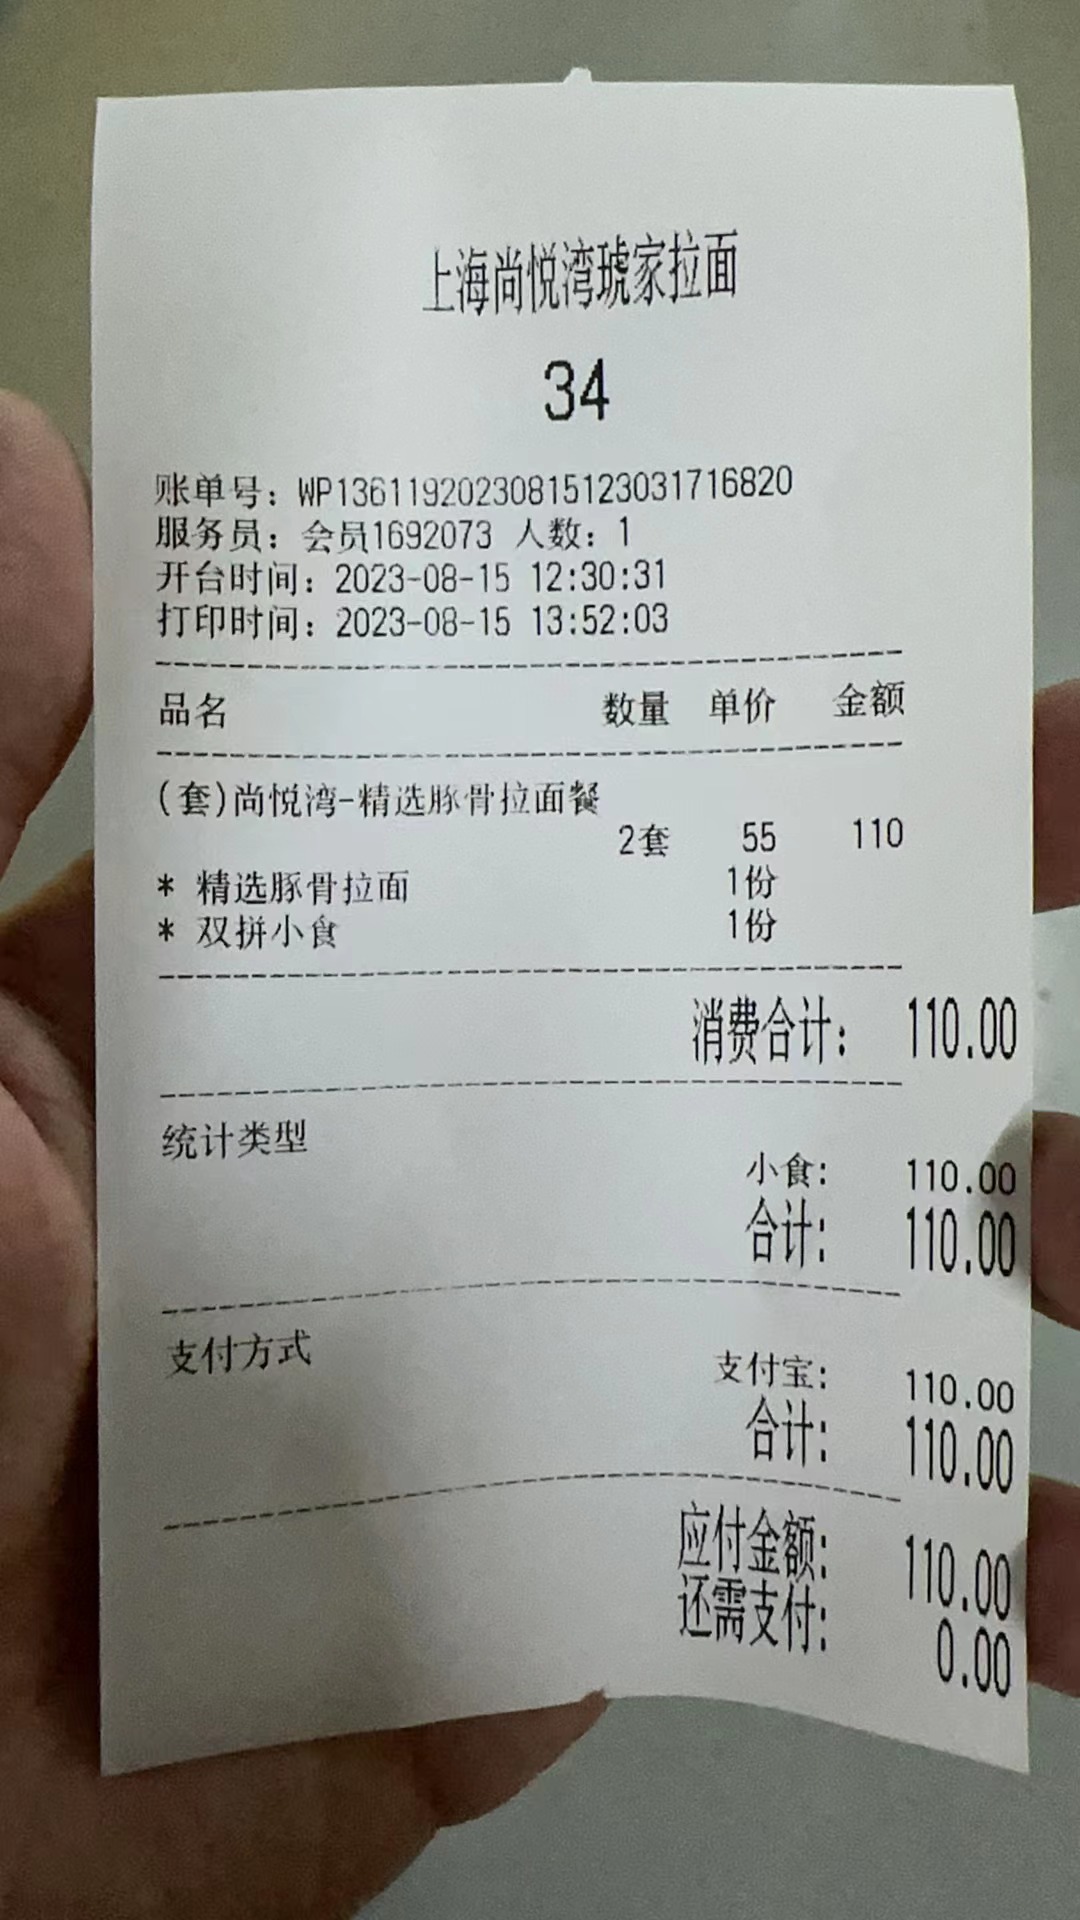 上海尚悦湾琥家拉面
34
账单号：WP13611920230815123031716820
服务员：会员1692073 人数：1
开台时间：2023-08-15 12:30:31
打印时间：2023-08-15 13:52:03
品名 数量 单价 金额
(套)尚悦湾-精选豚骨拉面餐
2套 55 110
* 精选豚骨拉面 1份
* 双拼小食 1份
消费合计： 110.00
统计类型
小食： 110.00
合计： 110.00
支付方式
支付宝： 110.00
合计： 110.00
应付金额： 110.00
还需支付： 0.00